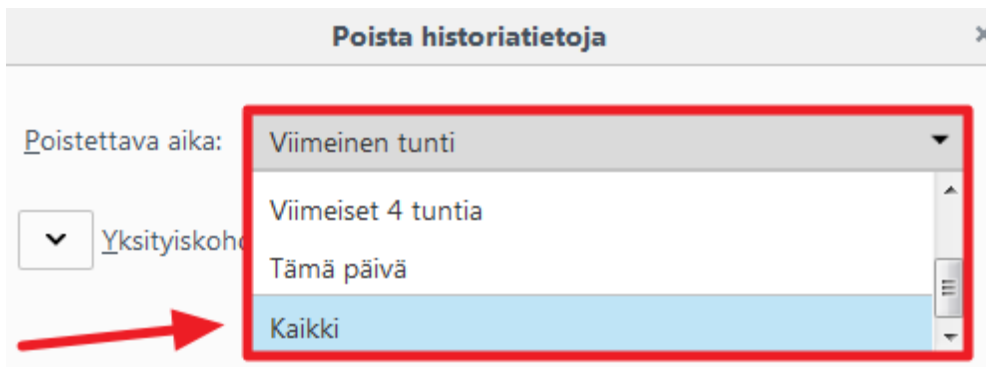 Poista historiatietoja
Poistettava aika: Viimeinen tunti
Viimeiset 4 tuntia
Tämä päivä
Kaikki